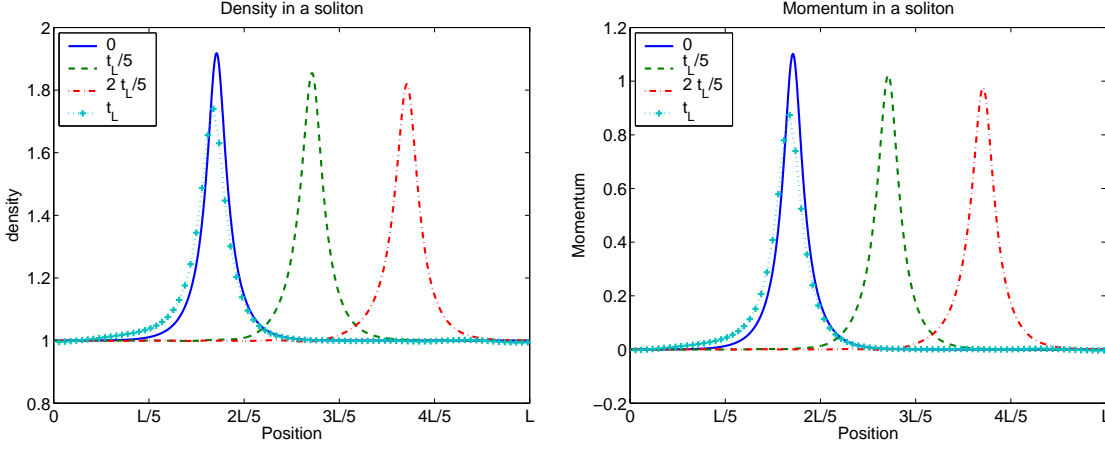 Density in a soliton
2
1.8
1.6
1.4
1.2
1
0.8
density
0
t_L/5
2 t_L/5
t_L
0
L/5
2L/5
3L/5
4L/5
L
Position
Momentum in a soliton
1.2
1
0.8
0.6
0.4
0.2
0
−0.2
Momentum
0
t_L/5
2 t_L/5
t_L
0
L/5
2L/5
3L/5
4L/5
L
Position